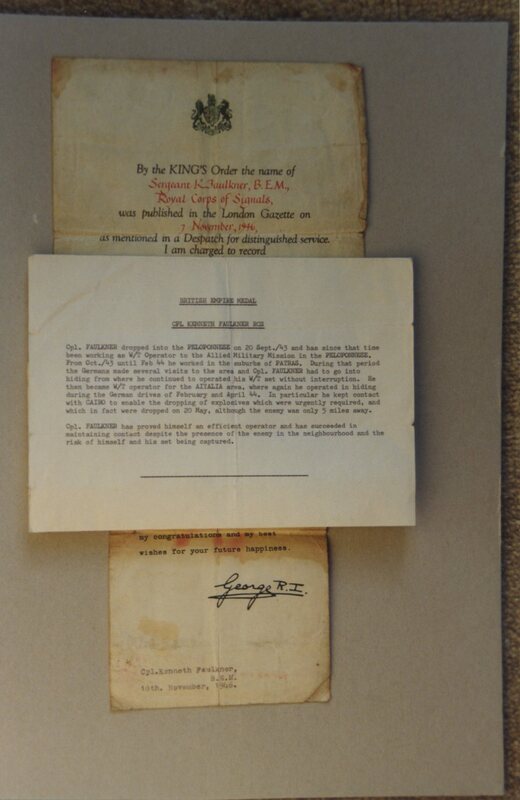 By the KING'S Order the name of
Sergeant K. Faulkner, B.E.M.,
Royal Corps of Signals,
was published in the London Gazette on
7 November, 1946,
as mentioned in a Despatch for distinguished service.
I am charged to record
BRITISH EMPIRE MEDAL
CPL KENNETH FAULKNER RCS
Cpl. FAULKNER dropped into the PELOPONNESE on 20 Sept./43 and has since that time
been working as an W/T Operator to the Allied Military Mission in the PELOPONNESE.
From Oct./43 until Feb 44 he worked in the suburbs of PATRAS. During that period
the Germans made several visits to the area and Cpl FAULKNER had to go into
hiding from where he continued to operated his W/T set without interruption. He
then became W/T operator for the AIYALIA area, where again he operated in hiding
during the German drives of February and April 44. In particular he kept contact
with CAIRO to enable the dropping of explosives which were urgently required, and
which in fact were dropped on 20 May, although the enemy was only 5 miles away.
Cpl. FAULKNER has proved himself an efficient operator and has succeeded in
maintaining contact despite the presence of the enemy in the neighbourhood and the
risk of himself and his set being captured.
my congratulations and my best
wishes for your future happiness.
George R.I.
Cpl.Kenneth Faulkner,
B.E.M.
18th. November,